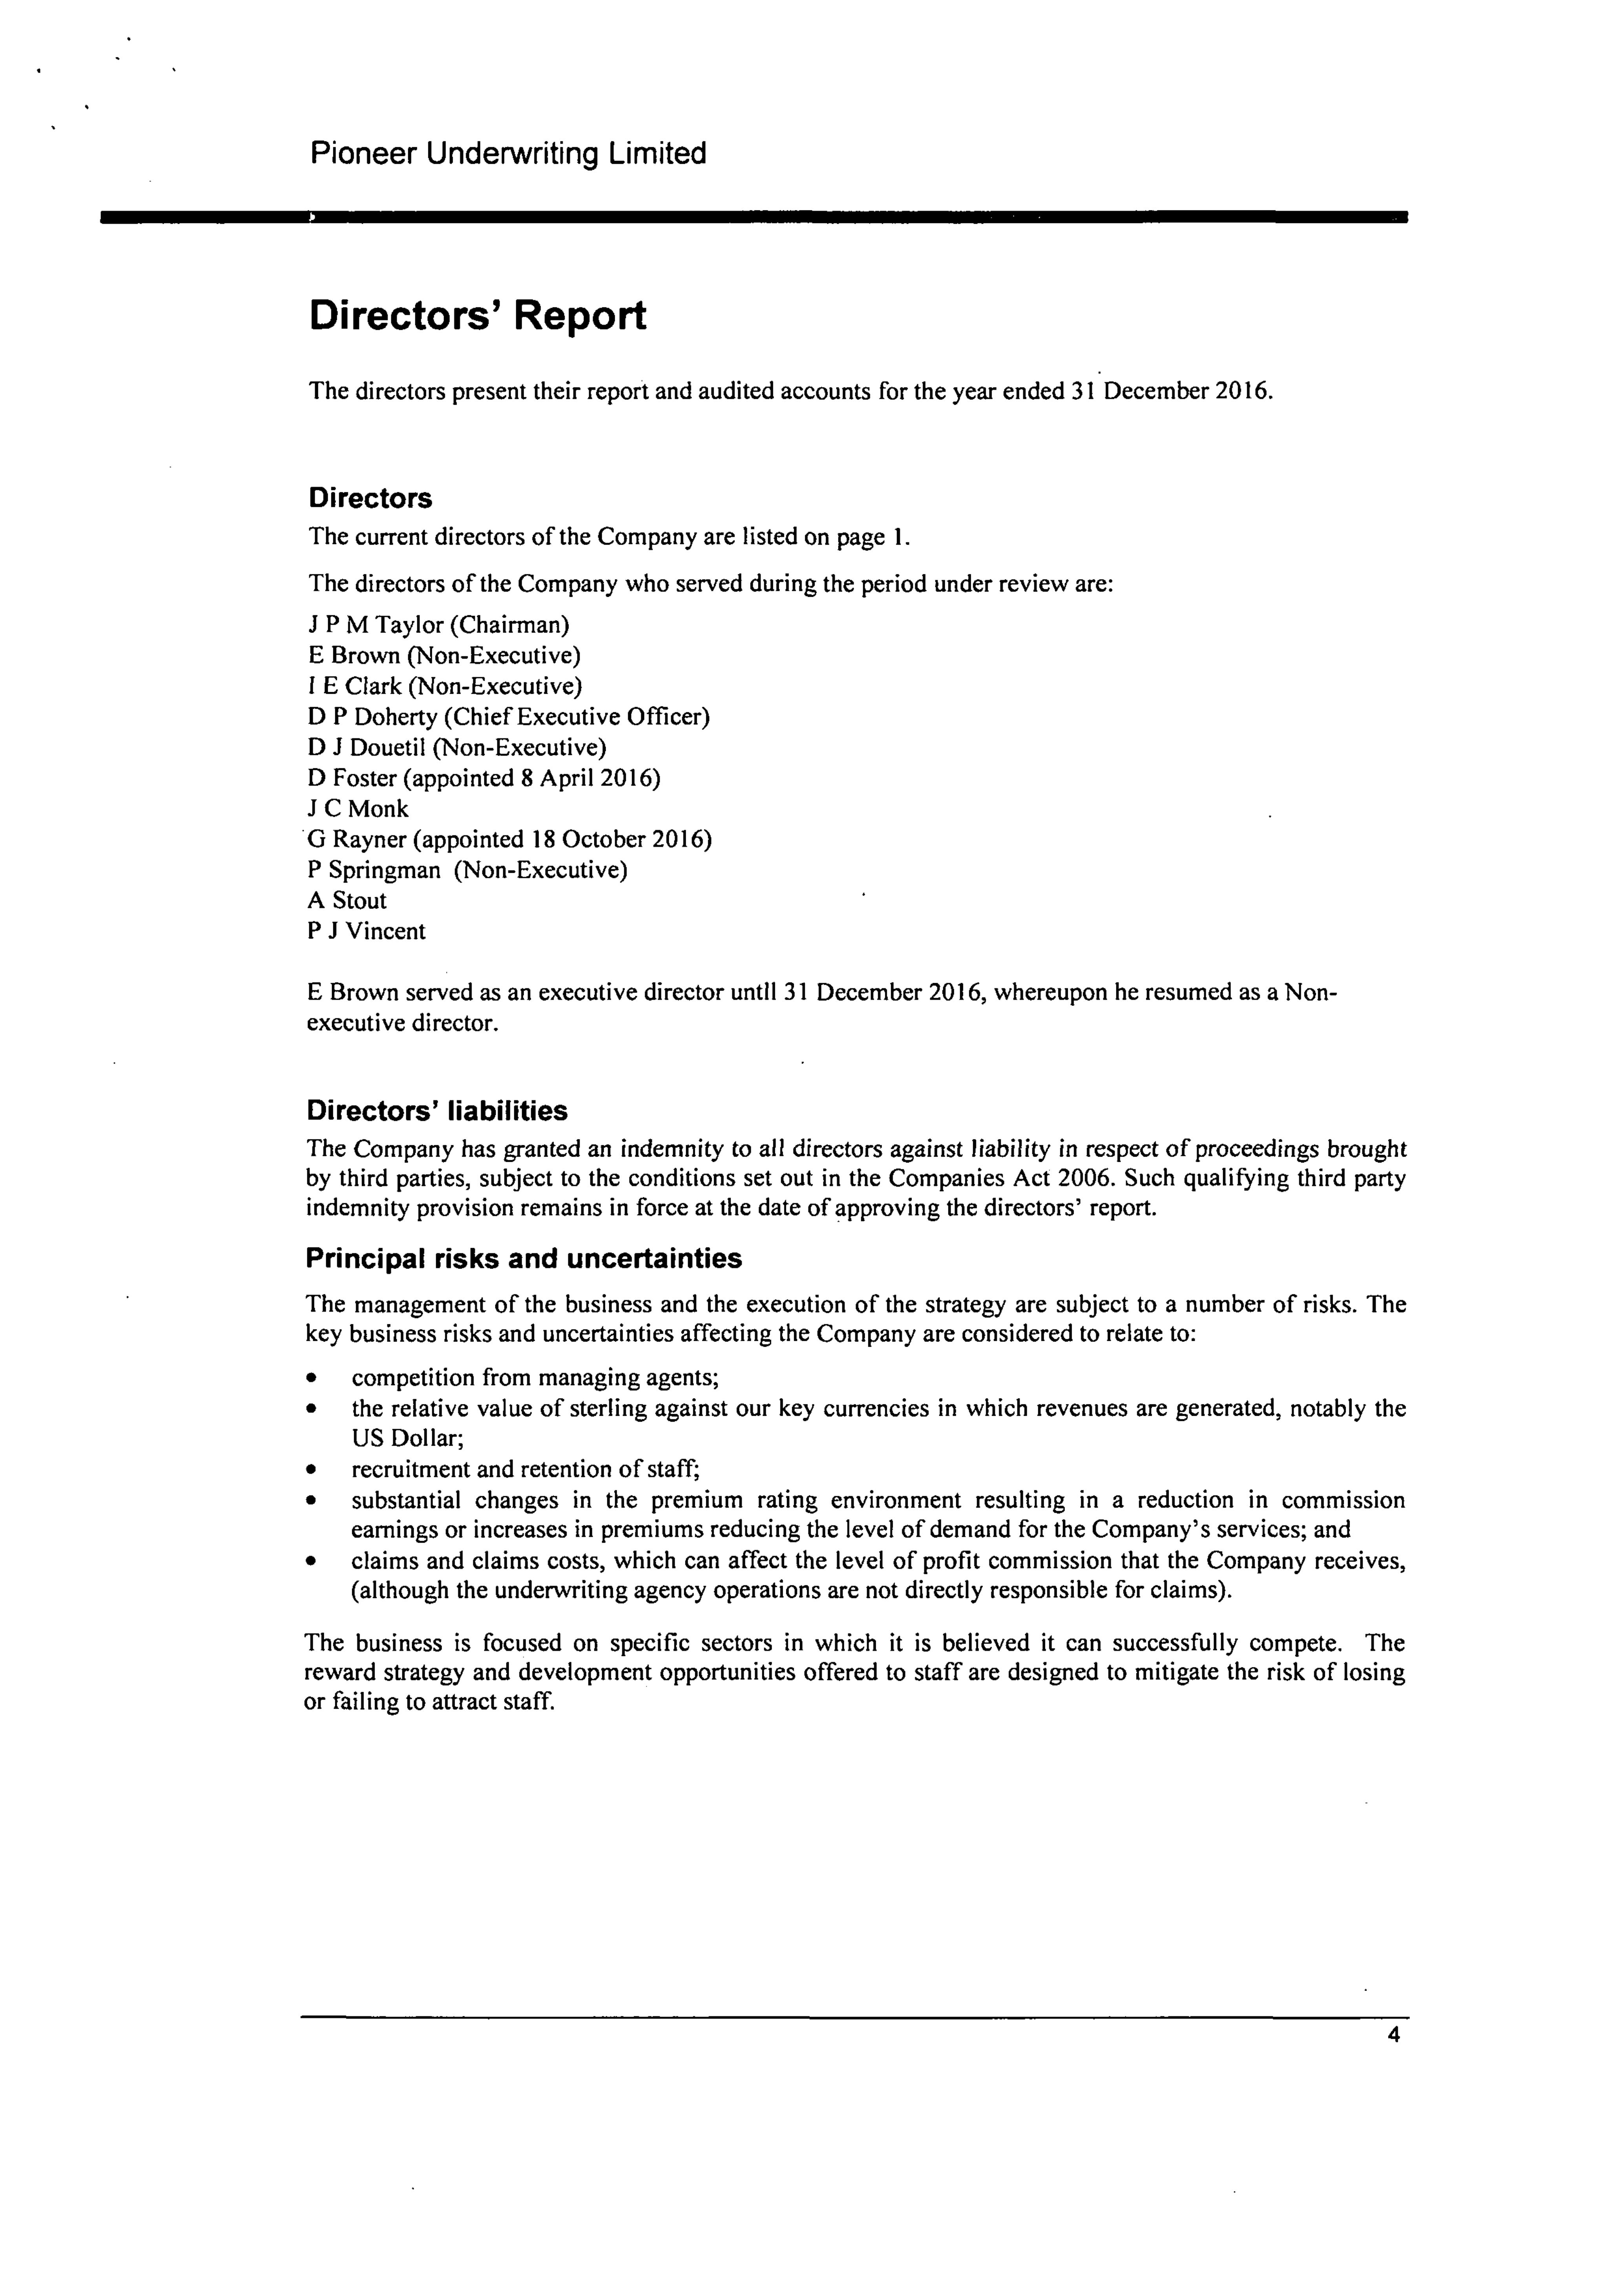 Pioneer Underwriting Limited
Directors' Report
The directors present their report and audited accounts for the year ended 31 December 2016.
Directors
The current directors of the Company are listed on page 1.
The directors of the Company who served during the period under review are:
J P M Taylor (Chairman)
E Brown (Non-Executive)
I E Clark (Non-Executive)
D P Doherty (Chief Executive Officer)
D J Douetil (Non-Executive)
D Foster (appointed 8 April 2016)
J C Monk
G Rayner (appointed 18 October 2016)
P Springman (Non-Executive)
A Stout
P J Vincent
E Brown served as an executive director until 31 December 2016, whereupon he resumed as a Non-
executive director.
Directors' liabilities
The Company has granted an indemnity to all directors against liability in respect of proceedings brought
by third parties, subject to the conditions set out in the Companies Act 2006. Such qualifying third party
indemnity provision remains in force at the date of approving the directors' report.
Principal risks and uncertainties
The management of the business and the execution of the strategy are subject to a number of risks. The
key business risks and uncertainties affecting the Company are considered to relate to:
• competition from managing agents;
• the relative value of sterling against our key currencies in which revenues are generated, notably the
US Dollar;
• recruitment and retention of staff;
• substantial changes in the premium rating environment resulting in a reduction in commission
earnings or increases in premiums reducing the level of demand for the Company's services; and
• claims and claims costs, which can affect the level of profit commission that the Company receives,
(although the underwriting agency operations are not directly responsible for claims).
The business is focused on specific sectors in which it is believed it can successfully compete. The
reward strategy and development opportunities offered to staff are designed to mitigate the risk of losing
or failing to attract staff.
4